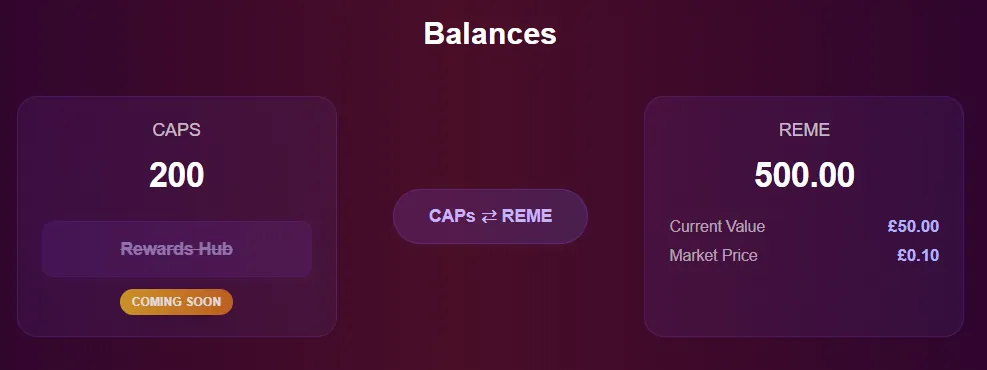 Balances
CAPS
200
Rewards Hub
COMING SOON
CAPs ⇄ REME
REME
500.00
Current Value £50.00
Market Price £0.10